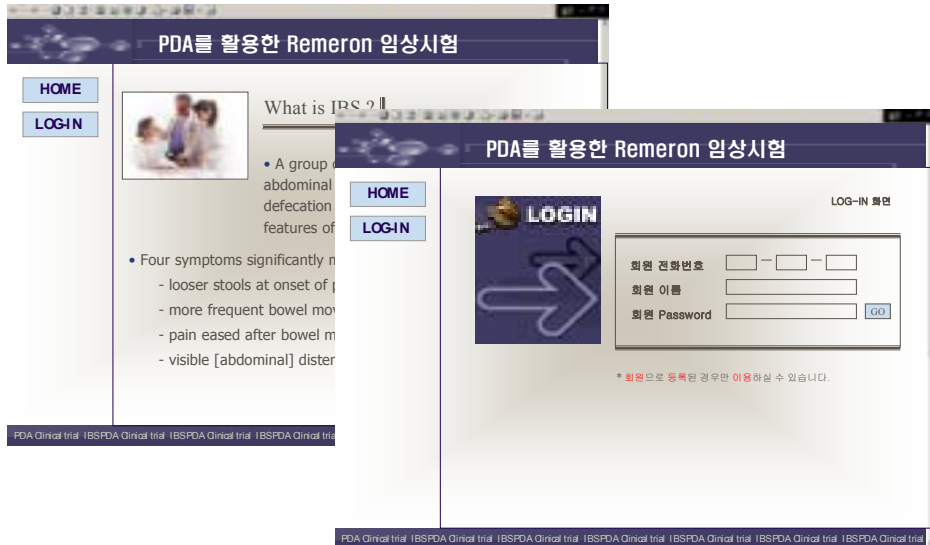 PDA를 활용한 Remeron 임상시험
HOME
LOG-IN
What is IBS ?
• A group
abdominal
defecation
features of
• Four symptoms significantly
- looser stools at onset of
- more frequent bowel
- pain eased after bowel
- visible [abdominal]
PDA Clinical trial IBSPDA Clinical trial IBSPDA Clinical trial IBSPDA Clinical
PDA를 활용한 Remeron 임상시험
HOME
LOG-IN
LOGIN
LOG-IN 화면
회원 전화번호 — —
회원 이름
회원 Password GO
* 회원으로 등록된 경우만 이용하실 수 있습니다.
PDA Clinical trial IBSPDA Clinical trial IBSPDA Clinical trial IBSPDA Clinical trial IBSPDA Clinical trial IBSPDA Clinical trial IBSPDA Clinical trial